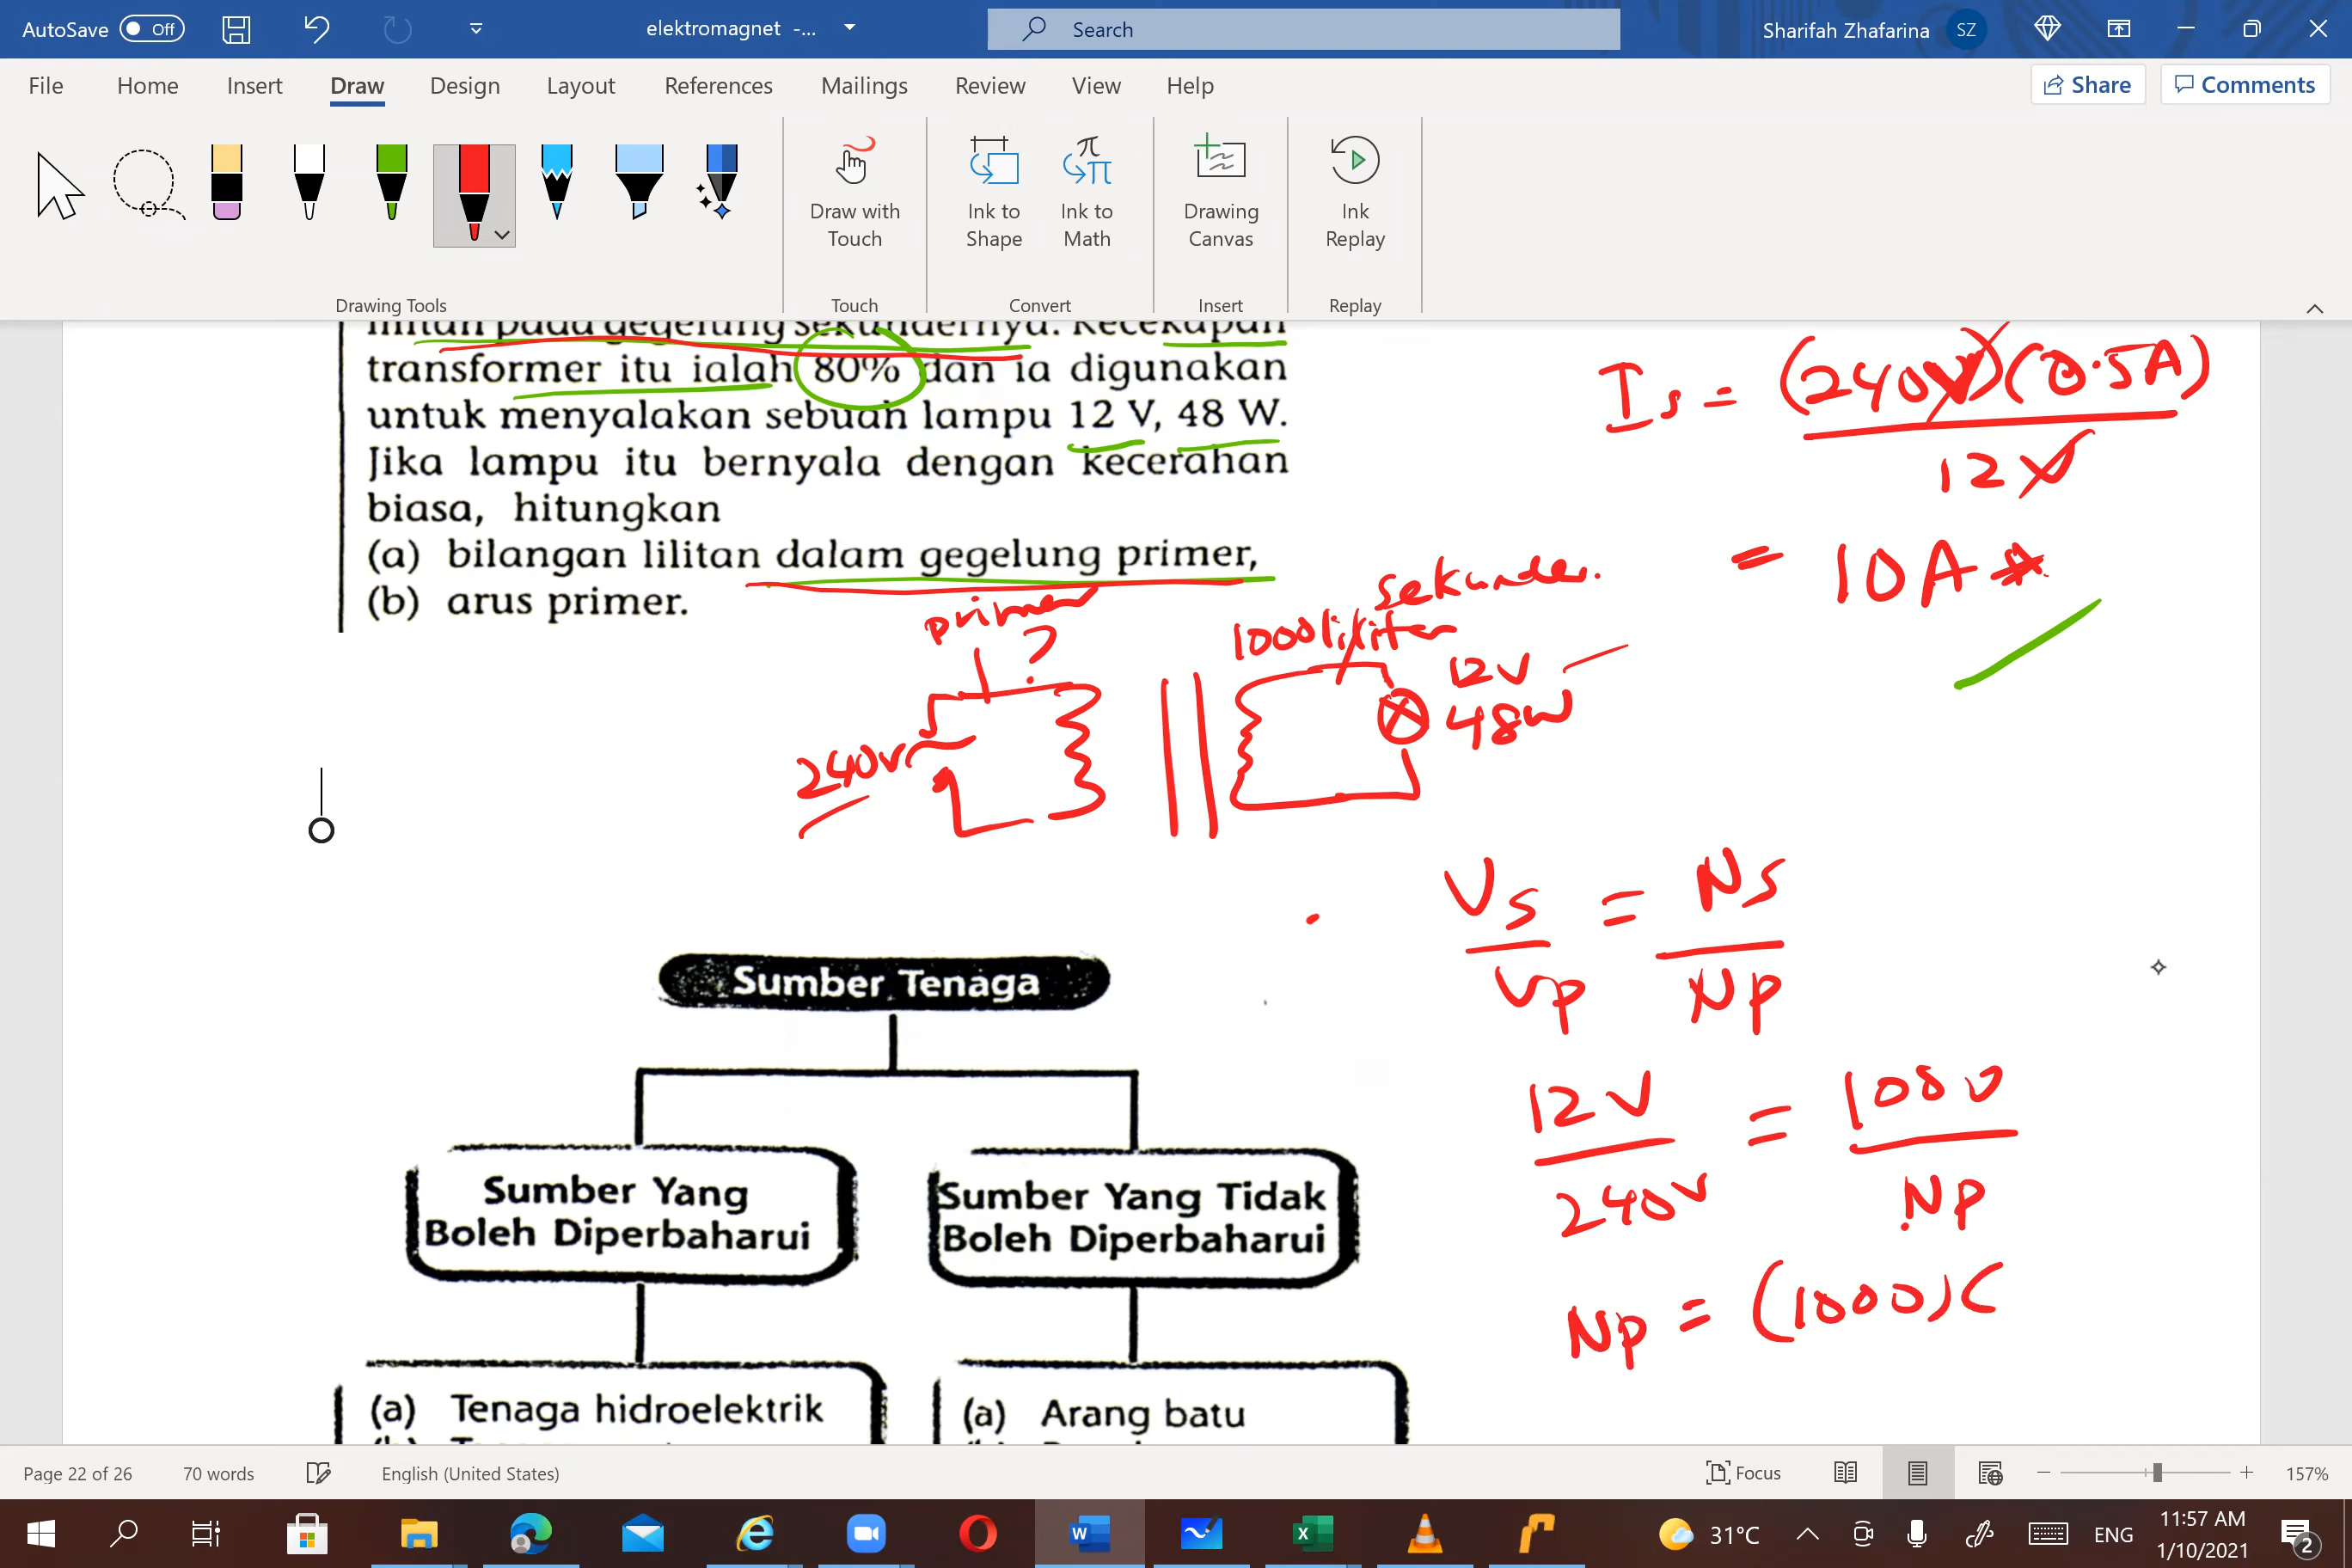 AutoSave Off elektromagnet -... Search Sharifah Zhafarina SZ
File Home Insert Draw Design Layout References Mailings Review View Help Share Comments
Draw with Touch
Ink to Shape
Ink to Math
Drawing Canvas
Ink Replay
Drawing Tools Touch Convert Insert Replay
lilitan pada gegelung sekundernya. Kecekapan
transformer itu ialah 80% dan ia digunakan
untuk menyalakan sebuah lampu 12 V, 48 W.
Jika lampu itu bernyala dengan kecerahan
biasa, hitungkan
(a) bilangan lilitan dalam gegelung primer,
(b) arus primer.
Is = (240V)(0.5A)
12V
= 10A
primer
?
240V
sekunder.
1000 lilitan
12V
48W
Vs = Ns
Vp Np
12V = 1000
240V Np
Np = (1000)(
Sumber Tenaga
Sumber Yang
Boleh Diperbaharui
Sumber Yang Tidak
Boleh Diperbaharui
(a) Tenaga hidroelektrik
(a) Arang batu
Page 22 of 26 70 words English (United States) Focus 157%
31°C ENG 11:57 AM
1/10/2021
2